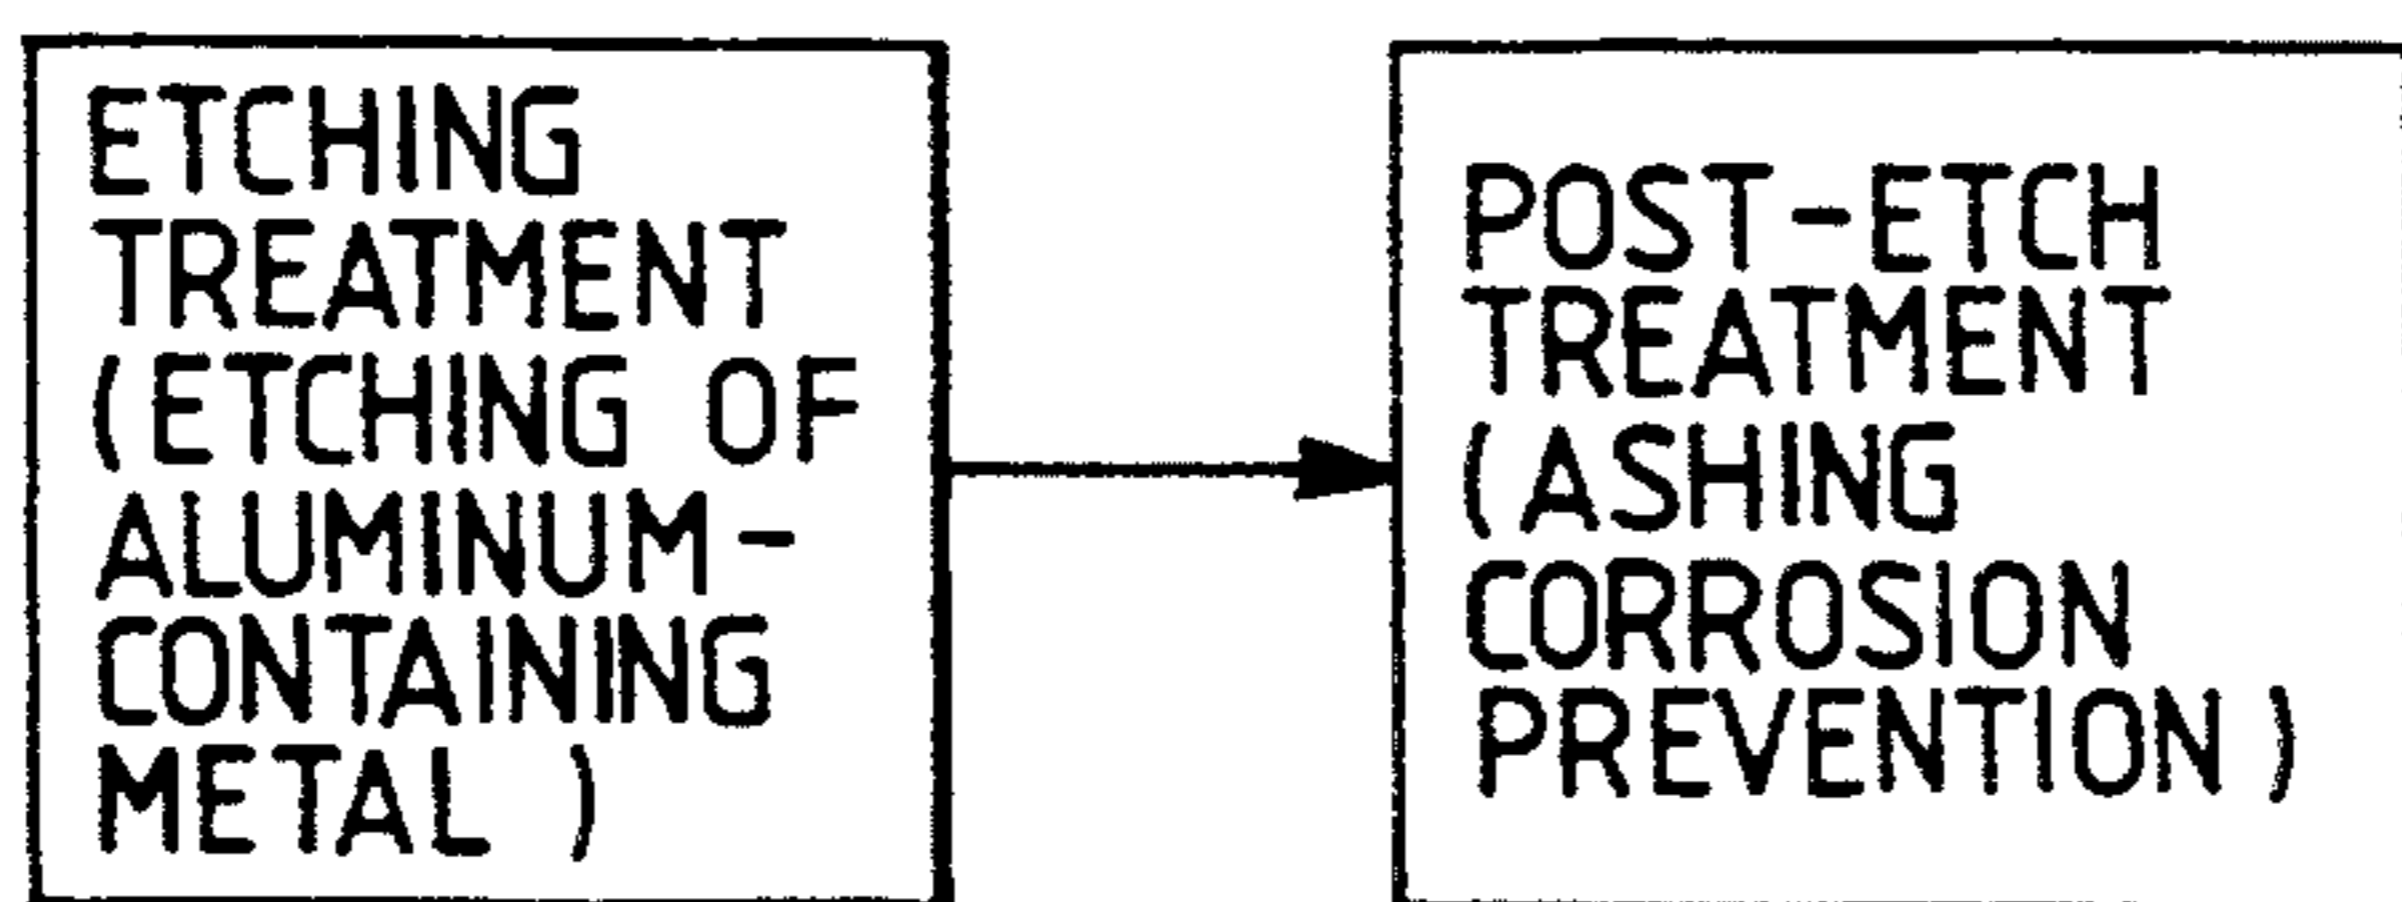 ETCHING
TREATMENT
(ETCHING OF
ALUMINUM-
CONTAINING
METAL )
POST-ETCH
TREATMENT
(ASHING
CORROSION
PREVENTION )